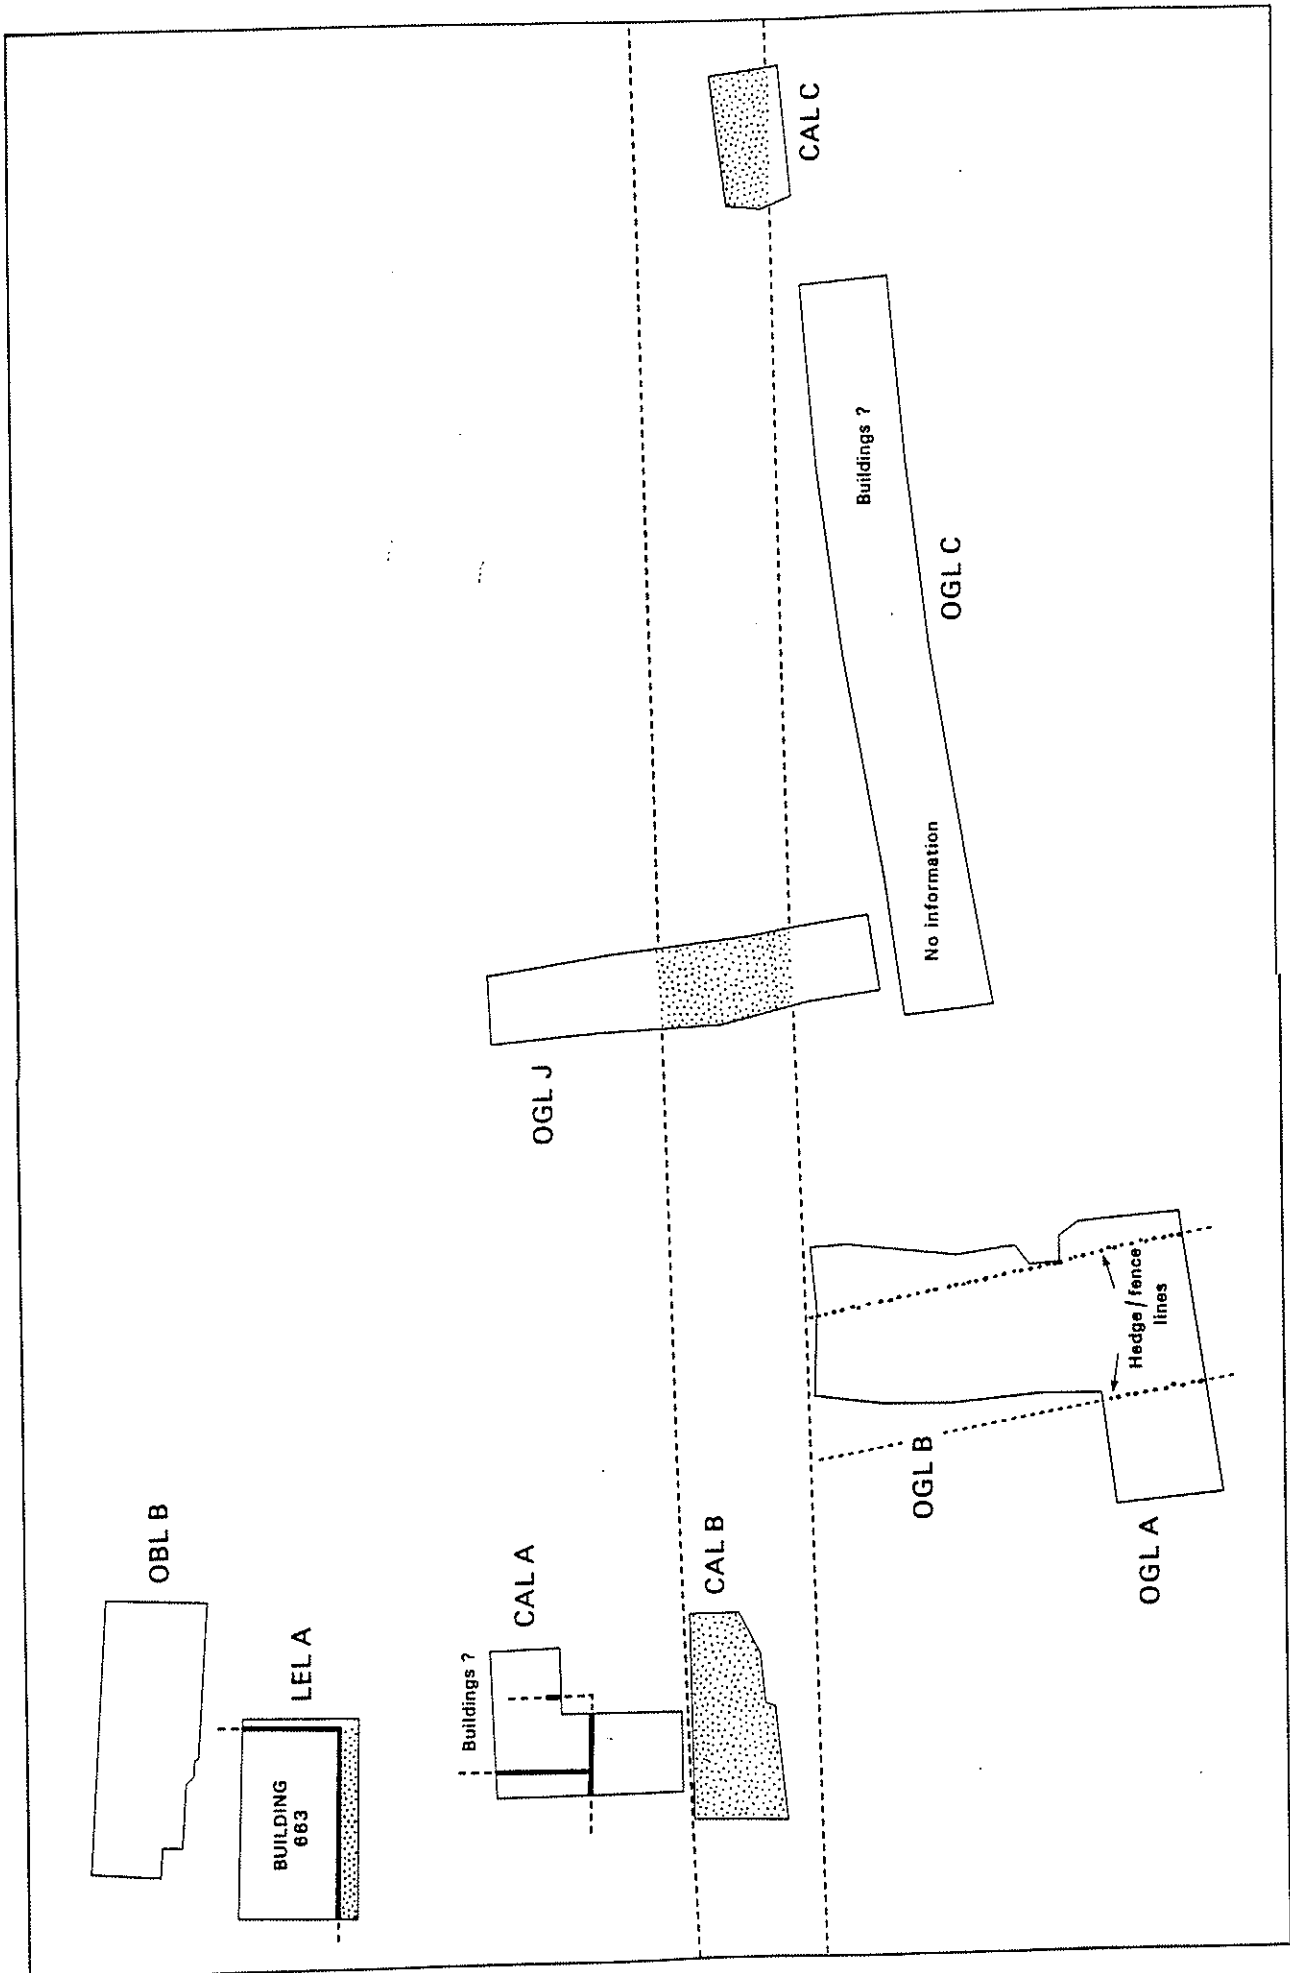 OBL B
LEL A
BUILDING
663
Buildings ?
CAL A
CAL B
OGL J
CAL C
Buildings ?
No information
OGL C
Hedge / fence
lines
OGL B
OGL A